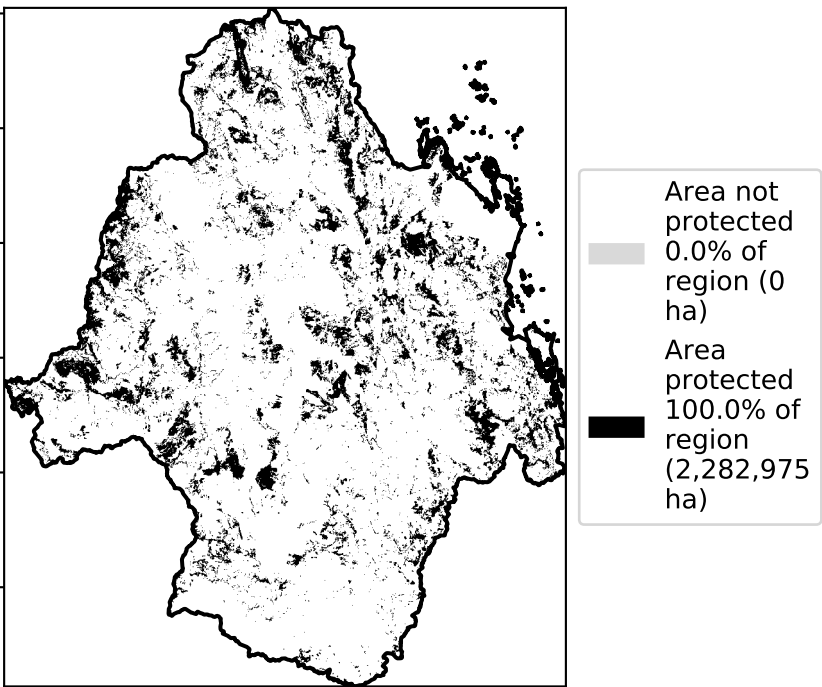 Area not
protected
0.0% of
region (0
ha)
Area
protected
100.0% of
region
(2,282,975
ha)